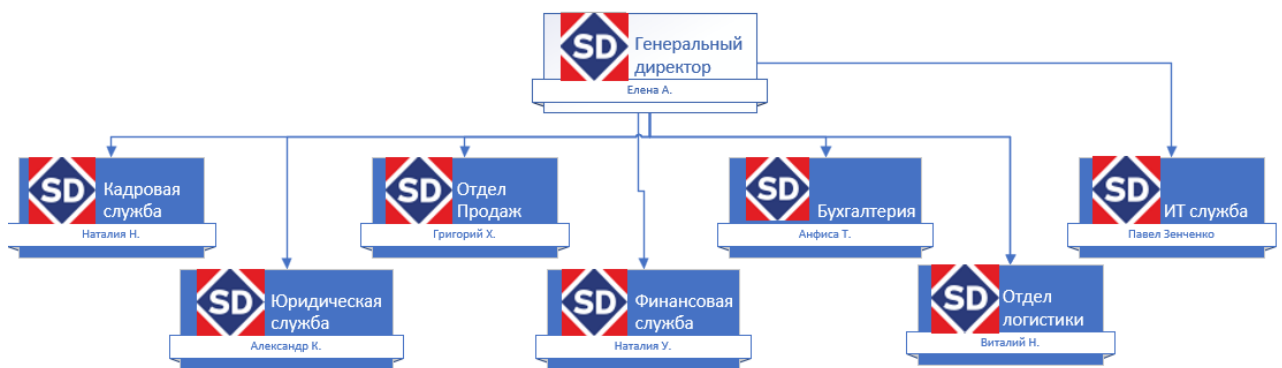 SD
Генеральный
директор
Елена А.
SD
Кадровая
служба
Наталия Н.
SD
Отдел
Продаж
Григорий Х.
SD
Бухгалтерия
Анфиса Т.
SD
ИТ служба
Павел Зенченко
SD
Юридическая
служба
Александр К.
SD
Финансовая
служба
Наталия У.
SD
Отдел
логистики
Виталий Н.